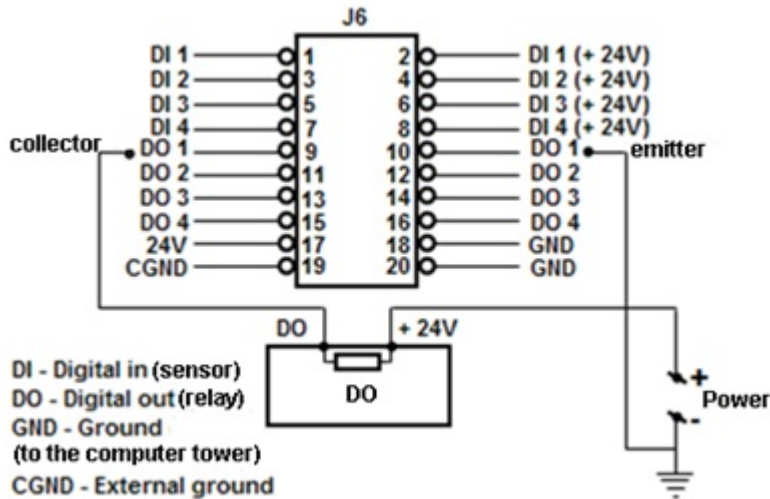 J6
DI 1 1 2 DI 1 (+ 24V)
DI 2 3 4 DI 2 (+ 24V)
DI 3 5 6 DI 3 (+ 24V)
DI 4 7 8 DI 4 (+ 24V)
collector DO 1 9 10 DO 1 emitter
DO 2 11 12 DO 2
DO 3 13 14 DO 3
DO 4 15 16 DO 4
24V 17 18 GND
CGND 19 20 GND
DO + 24V
DO
+
Power
-
DI - Digital in (sensor)
DO - Digital out (relay)
GND - Ground
(to the computer tower)
CGND - External ground